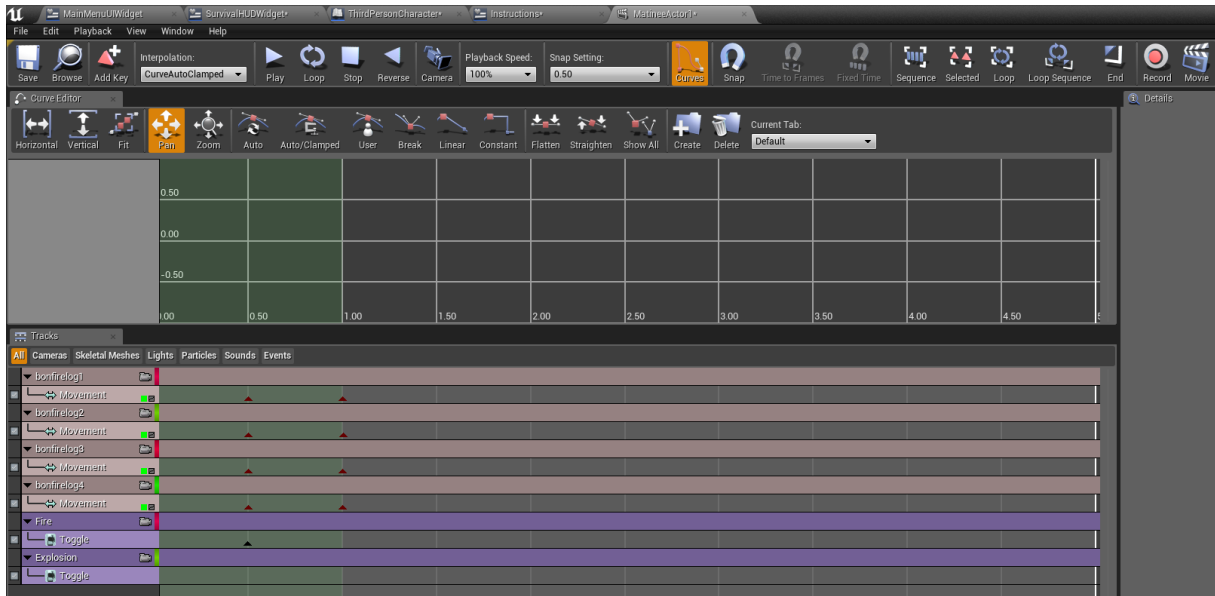 MainMenuUIWidget SurvivalHUDWidget• ThirdPersonCharacter• Instructions• MatineeActor1•
File Edit Playback View Window Help
Save Browse Add Key Interpolation: CurveAutoClamped Play Loop Stop Reverse Camera Playback Speed: 100% Snap Setting: 0.50 Curves Snap Time to Frames Fixed Time Sequence Selected Loop Loop Sequence End Record Movie
Curve Editor Details
Horizontal Vertical Fit Pan Zoom Auto Auto/Clamped User Break Linear Constant Flatten Straighten Show All Create Delete Current Tab: Default
0.50
0.00
-0.50
0.50 1.00 1.50 2.00 2.50 3.00 3.50 4.00 4.50
Tracks
All Cameras Skeletal Meshes Lights Particles Sounds Events
bonfirelog1
Movement
bonfirelog2
Movement
bonfirelog3
Movement
bonfirelog4
Movement
Fire
Toggle
Explosion
Toggle